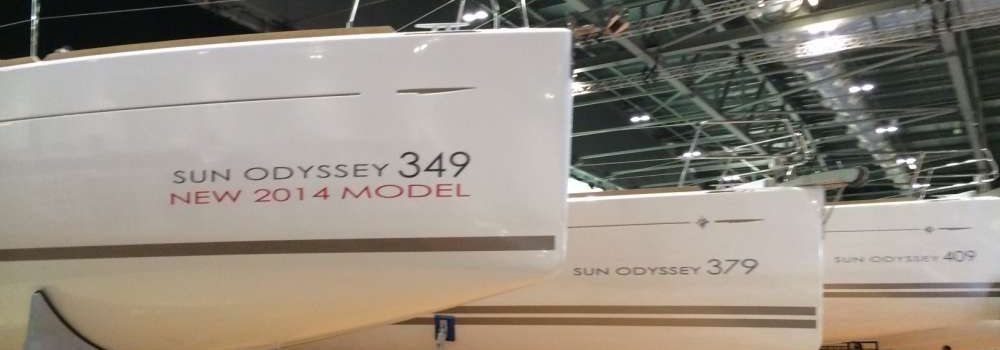 SUN ODYSSEY 349
NEW 2014 MODEL
SUN ODYSSEY 379
SUN ODYSSEY 409